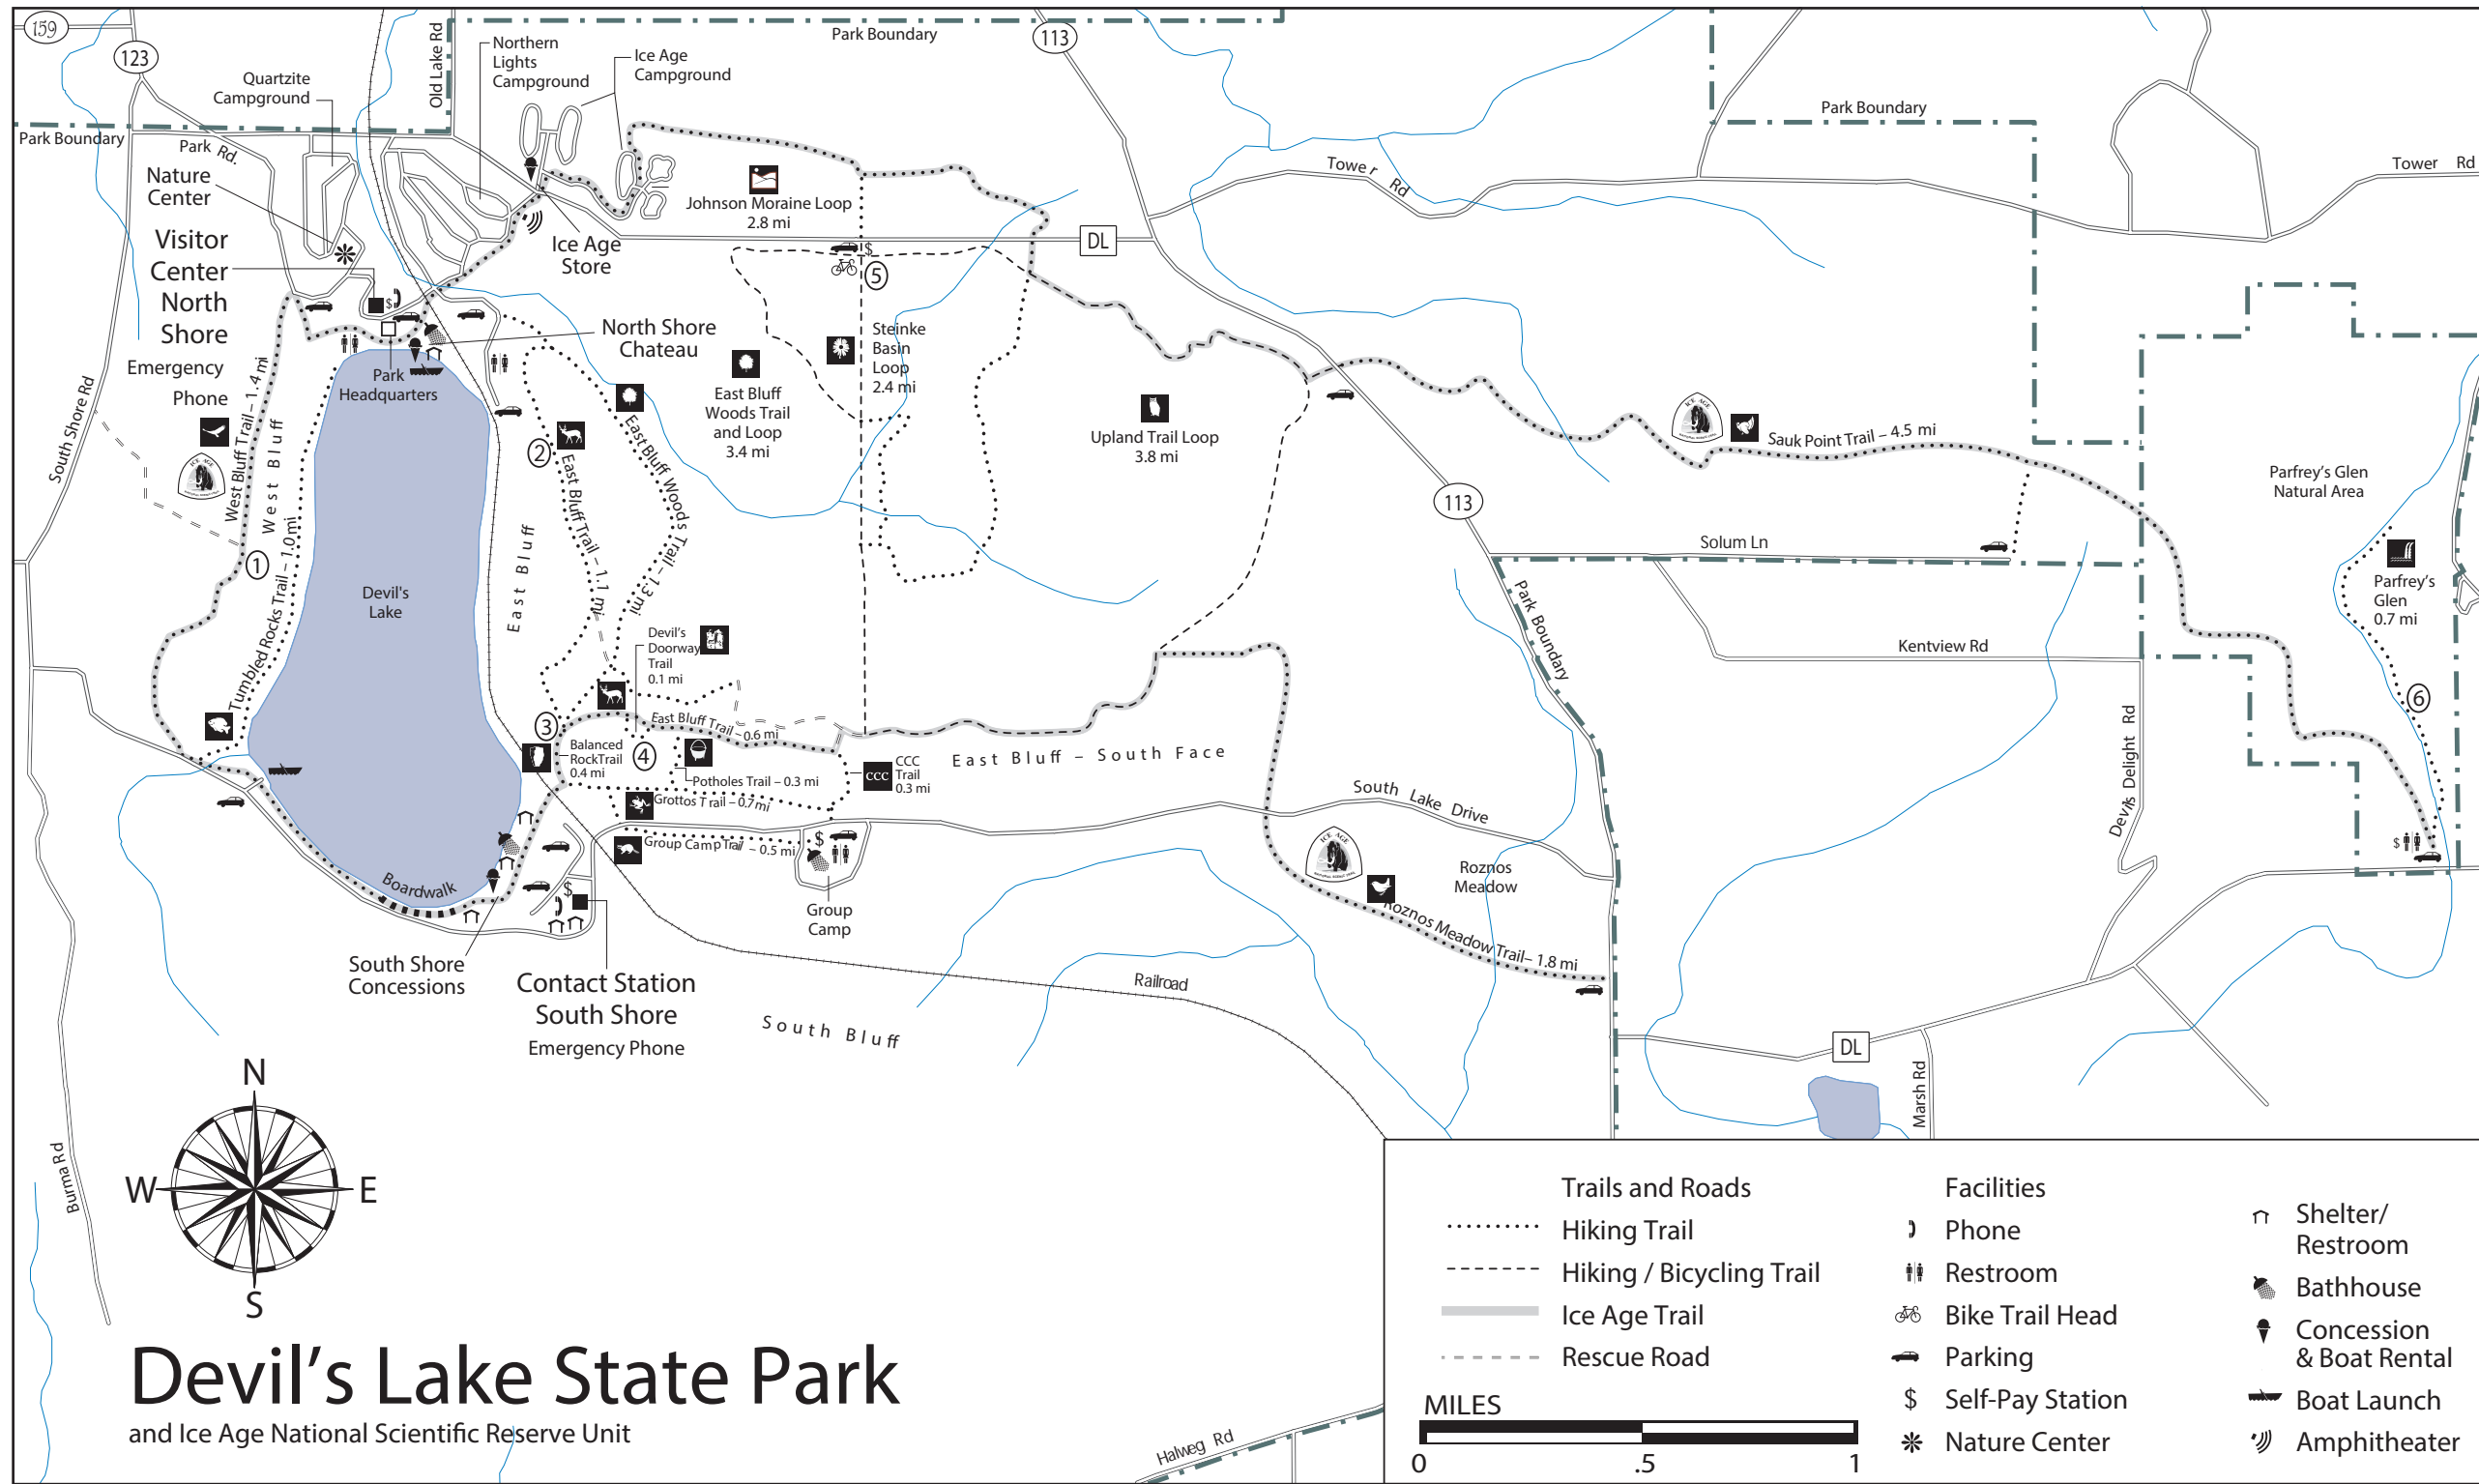 159
123
Old Lake Rd
Northern
Lights
Campground
Ice Age
Campground
Park Boundary
113
Quartzite
Campground
Park Boundary
Park Boundary
Park Rd.
Nature
Center
Visitor
Center
North
Shore
Emergency
Phone
Johnson Moraine Loop
2.8 mi
Ice Age
Store
$
5
DL
Towe r Rd
Tower Rd
$
North Shore
Chateau
Steinke
Basin
Loop
2.4 mi
Park
Headquarters
South Shore Rd
West Bluff Trail – 1.4 mi
West Bluff
East Bluff
Woods Trail
and Loop
3.4 mi
Upland Trail Loop
3.8 mi
ICE AGE
Sauk Point Trail – 4.5 mi
Parfrey's Glen
Natural Area
ICE AGE
1
2
East Bluff Trail – 1.1 mi
East Bluff Woods Trail – 1.3 mi
East Bluff
113
Solum Ln
Tumbled Rocks Trail – 1.0 mi
Devil's
Lake
Park Boundary
Parfrey's
Glen
0.7 mi
Kentview Rd
Devil's
Doorway
Trail
0.1 mi
6
3
East Bluff Trail – 0.6 mi
Balanced
RockTrail
0.4 mi
4
Potholes Trail – 0.3 mi
CCC
CCC
Trail
0.3 mi
East Bluff – South Face
Grottos Trail – 0.7 mi
South Lake Drive
Devil's Delight Rd
Group Camp Trail – 0.5 mi
$
$
ICE AGE
Roznos
Meadow
Boardwalk
$
Group
Camp
Roznos Meadow Trail – 1.8 mi
South Shore
Concessions
Contact Station
South Shore
Emergency Phone
Railroad
South Bluff
DL
Marsh Rd
Burma Rd
N
W
E
S
Devil's Lake State Park
and Ice Age National Scientific Reserve Unit
Halweg Rd
Trails and Roads
Hiking Trail
Hiking / Bicycling Trail
Ice Age Trail
Rescue Road
MILES
0 .5 1
Facilities
Phone
Restroom
Bike Trail Head
Parking
$ Self-Pay Station
Nature Center
Shelter/
Restroom
Bathhouse
Concession
& Boat Rental
Boat Launch
Amphitheater